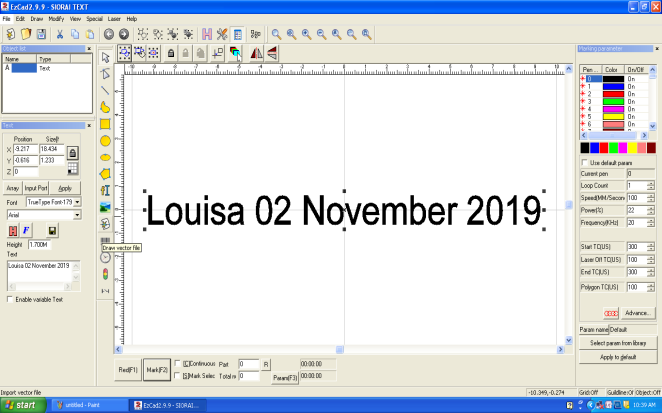 EzCad2.9.9 - SIORAI TEXT
File Edit Draw Modify View Special Laser Help
Object list
Name Type
A Text
Text
Position Size[
X -9.217 18.434
Y -0.616 1.233
Z 0
Array Input Port Apply
Font TrueType Font-179
Arial
F
Height 1.700M
Text
Louisa 02 November 2019
Enable variable Text
Draw vector file
Louisa 02 November 2019
Red(F1) Mark(F2)
[C]Continuous Part 0 R 00:00:00
[S]Mark Selec Total n 0 Param(F3) 00:00:00
Marking parameter
Pen ... Color On/Off
0 On
1 On
2 On
3 On
4 On
5 On
6 On
Use default param
Current pen 0
Loop Count 1
Speed(MM/Secon 100
Power(%) 22
Frequency(KHz) 20
Start TC(US) 300
Laser Off TC(US) 100
End TC(US) 300
Polygon TC(US) 100
Advance...
Param name Default
Select param from library
Apply to default
Import vector file
-10.349,-0.274 Grid:Off Guildline:Of Object:Off
start untitled - Paint EzCad2.9.9 - SIORAI... 10:39 AM